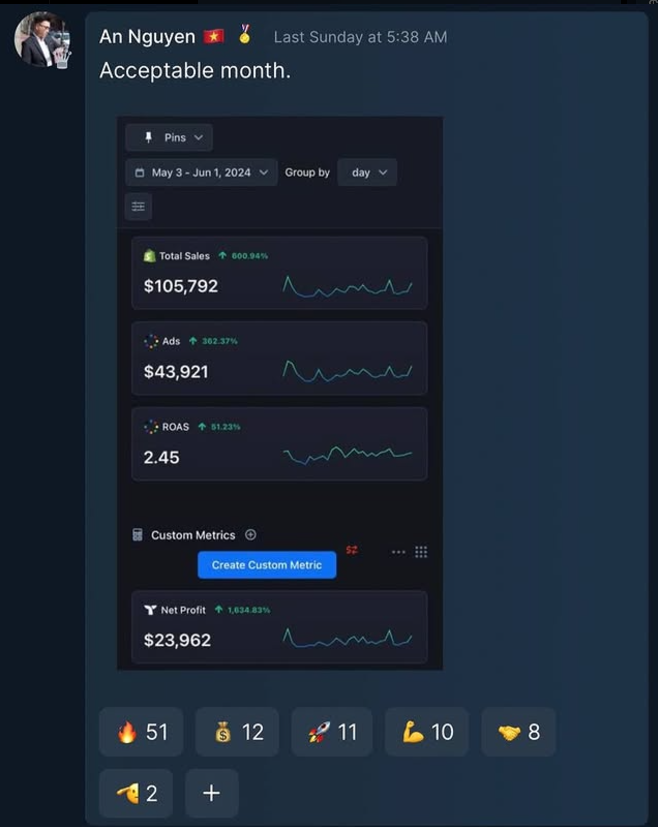 An Nguyen 🇻🇳 🏅 Last Sunday at 5:38 AM
Acceptable month.
Pins
May 3 - Jun 1, 2024 Group by day
Total Sales ↑ 600.94%
$105,792
Ads ↑ 362.37%
$43,921
ROAS ↑ 51.23%
2.45
Custom Metrics
Create Custom Metric
Net Profit ↑ 1,634.83%
$23,962
🔥 51 💰 12 🚀 11 💪 10 🤝 8
🫡 2 +